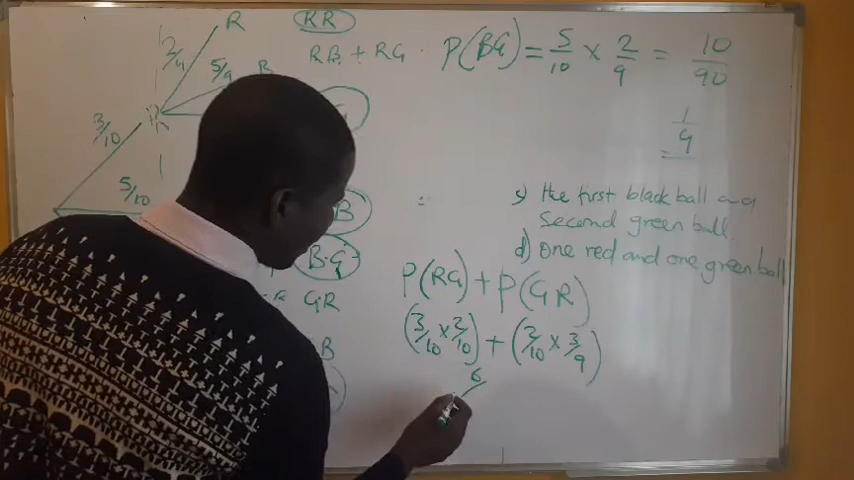 R
RR
2/9
RB + RG
P(BG) = 5/10 × 2/9 = 10/90
5/9
B
3/10
R
1/9
5/10
B
c) the first black ball and
second green ball.
B.G
d) One red and one green ball
P(RG) + P(GR)
GR
(3/10 × 2/10) + (2/10 × 3/9)
B
6/